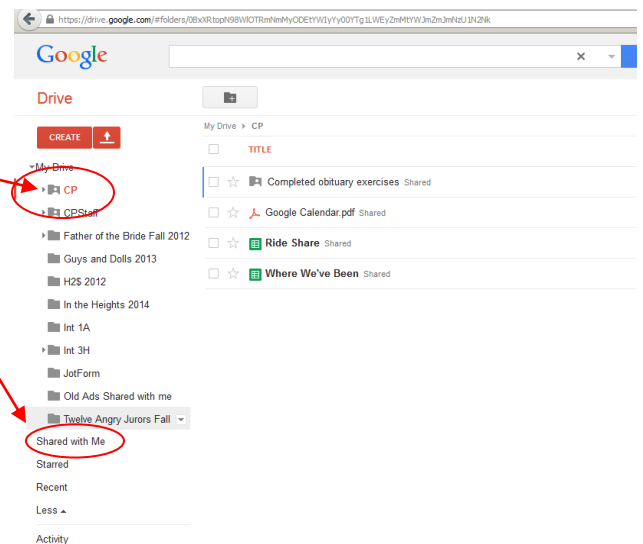 https://drive.google.com/#folders/0BxXRtopN98WlOTRmNmMyODEtYWIyYy00YTg1LWEyZmMtYWJmZmJmNzU1N2Nk
Google
Drive
CREATE
My Drive
CP
CPStaff
Father of the Bride Fall 2012
Guys and Dolls 2013
H2$ 2012
In the Heights 2014
Int 1A
Int 3H
JotForm
Old Ads Shared with me
Twelve Angry Jurors Fall
Shared with Me
Starred
Recent
Less
Activity
My Drive CP
TITLE
Completed obituary exercises Shared
Google Calendar.pdf Shared
Ride Share Shared
Where We've Been Shared